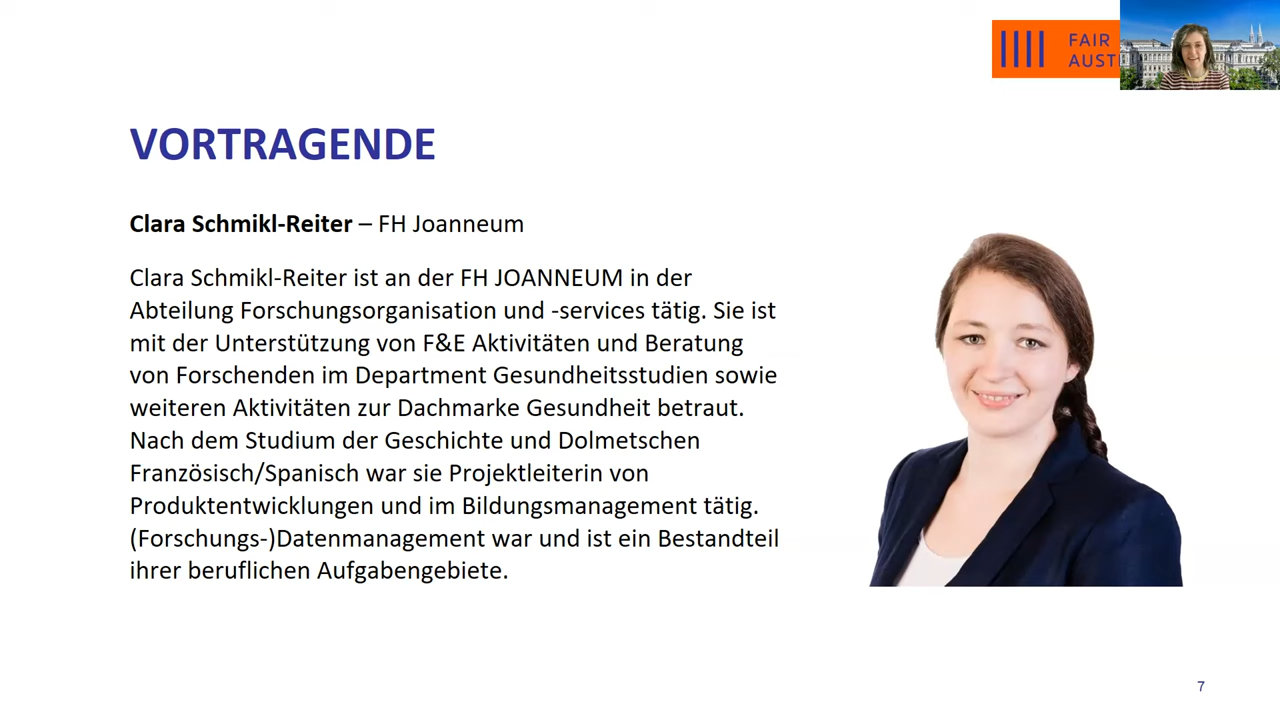 FAIR
VORTRAGENDE
Clara Schmikl-Reiter – FH Joanneum
Clara Schmikl-Reiter ist an der FH JOANNEUM in der
Abteilung Forschungsorganisation und -services tätig. Sie ist
mit der Unterstützung von F&E Aktivitäten und Beratung
von Forschenden im Department Gesundheitsstudien sowie
weiteren Aktivitäten zur Dachmarke Gesundheit betraut.
Nach dem Studium der Geschichte und Dolmetschen
Französisch/Spanisch war sie Projektleiterin von
Produktentwicklungen und im Bildungsmanagement tätig.
(Forschungs-)Datenmanagement war und ist ein Bestandteil
ihrer beruflichen Aufgabengebiete.
7